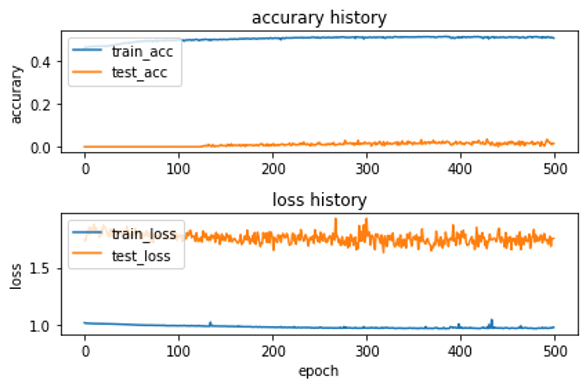 accurary history
accurary
0.4
0.2
0.0
train_acc
test_acc
0
100
200
300
400
500
loss history
loss
1.5
1.0
train_loss
test_loss
0
100
200
300
400
500
epoch